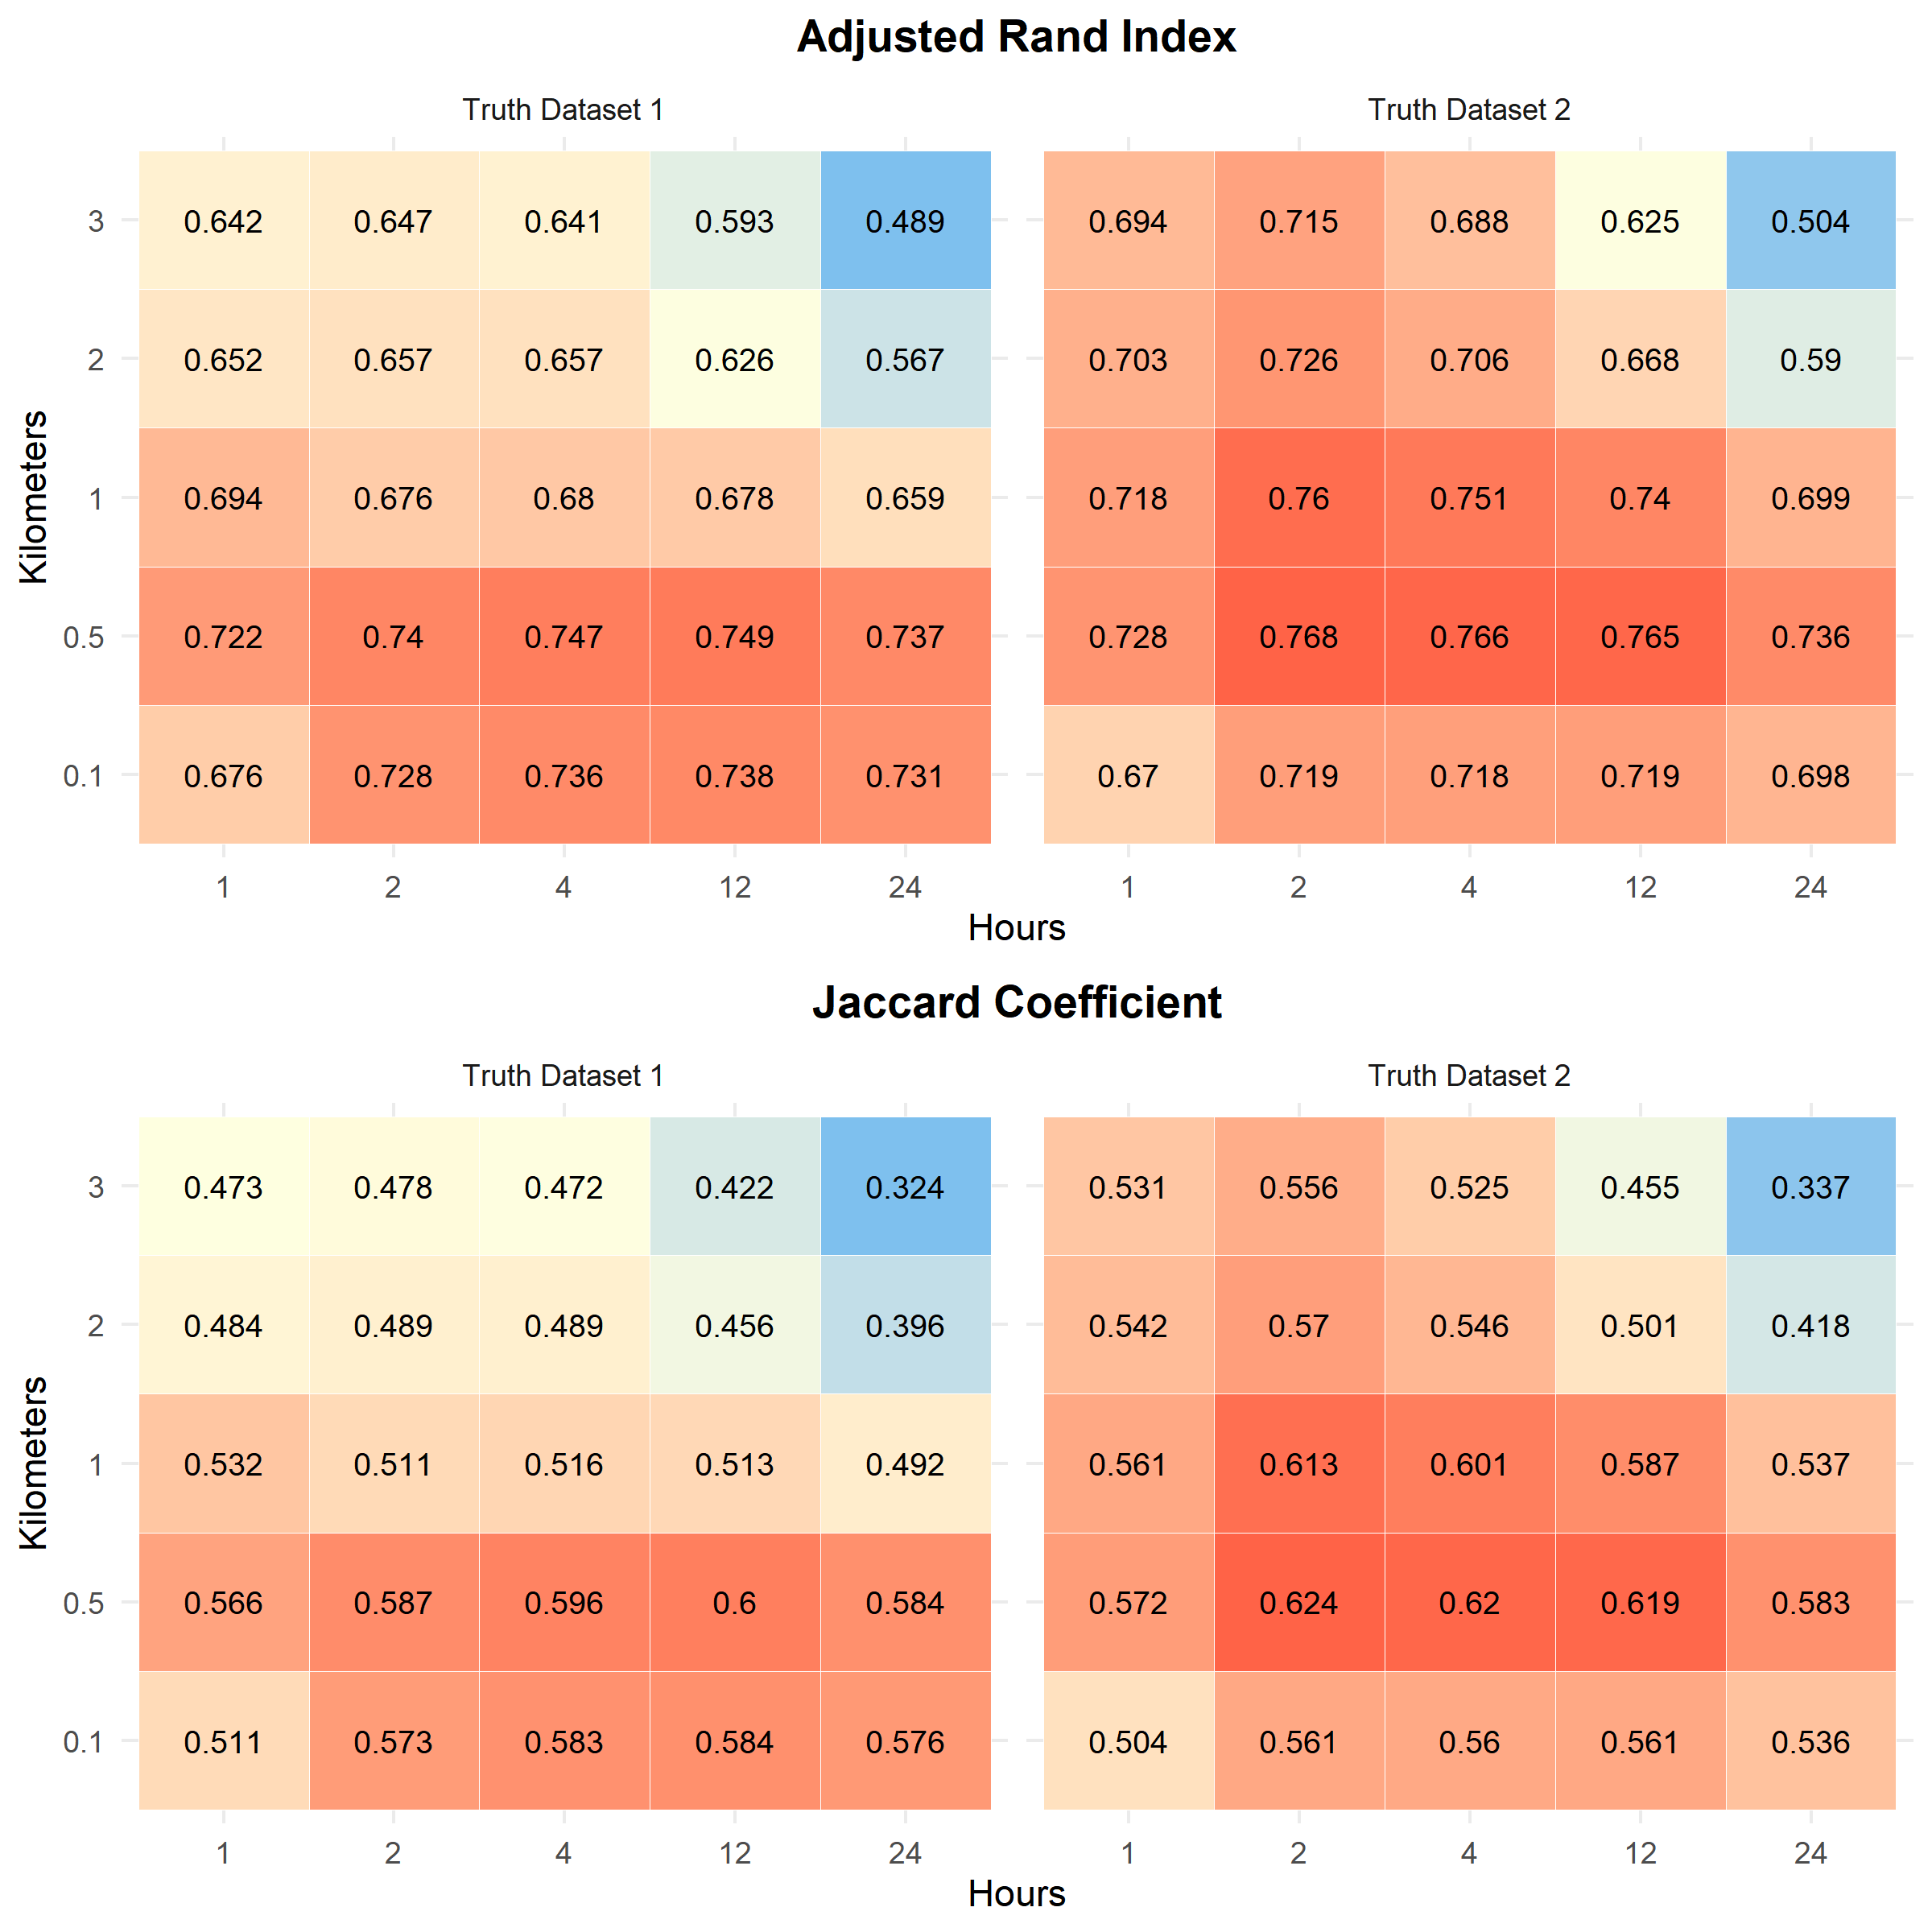 Adjusted Rand Index
Truth Dataset 1 Truth Dataset 2
3 0.642 0.647 0.641 0.593 0.489 0.694 0.715 0.688 0.625 0.504
2 0.652 0.657 0.657 0.626 0.567 0.703 0.726 0.706 0.668 0.59
Kilometers
1 0.694 0.676 0.68 0.678 0.659 0.718 0.76 0.751 0.74 0.699
0.5 0.722 0.74 0.747 0.749 0.737 0.728 0.768 0.766 0.765 0.736
0.1 0.676 0.728 0.736 0.738 0.731 0.67 0.719 0.718 0.719 0.698
1 2 4 12 24 1 2 4 12 24
Hours
Jaccard Coefficient
Truth Dataset 1 Truth Dataset 2
3 0.473 0.478 0.472 0.422 0.324 0.531 0.556 0.525 0.455 0.337
2 0.484 0.489 0.489 0.456 0.396 0.542 0.57 0.546 0.501 0.418
Kilometers
1 0.532 0.511 0.516 0.513 0.492 0.561 0.613 0.601 0.587 0.537
0.5 0.566 0.587 0.596 0.6 0.584 0.572 0.624 0.62 0.619 0.583
0.1 0.511 0.573 0.583 0.584 0.576 0.504 0.561 0.56 0.561 0.536
1 2 4 12 24 1 2 4 12 24
Hours